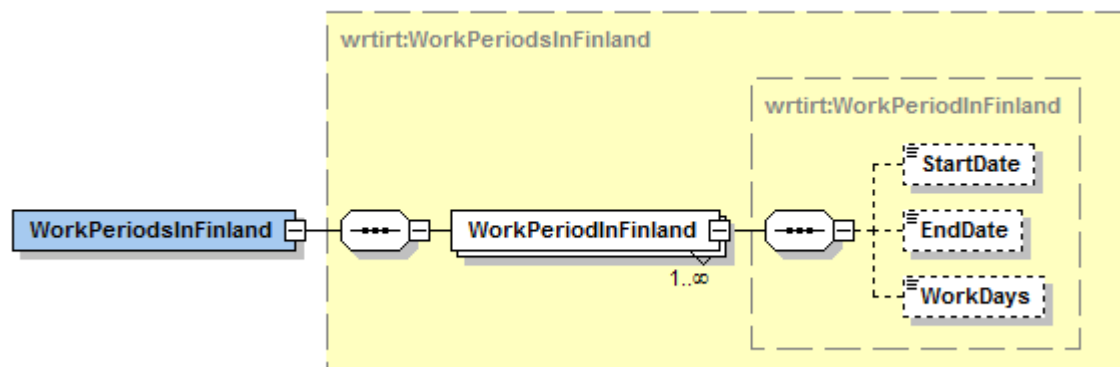 wrtirt:WorkPeriodsInFinland
wrtirt:WorkPeriodInFinland
StartDate
WorkPeriodsInFinland
WorkPeriodInFinland
EndDate
1..∞
WorkDays